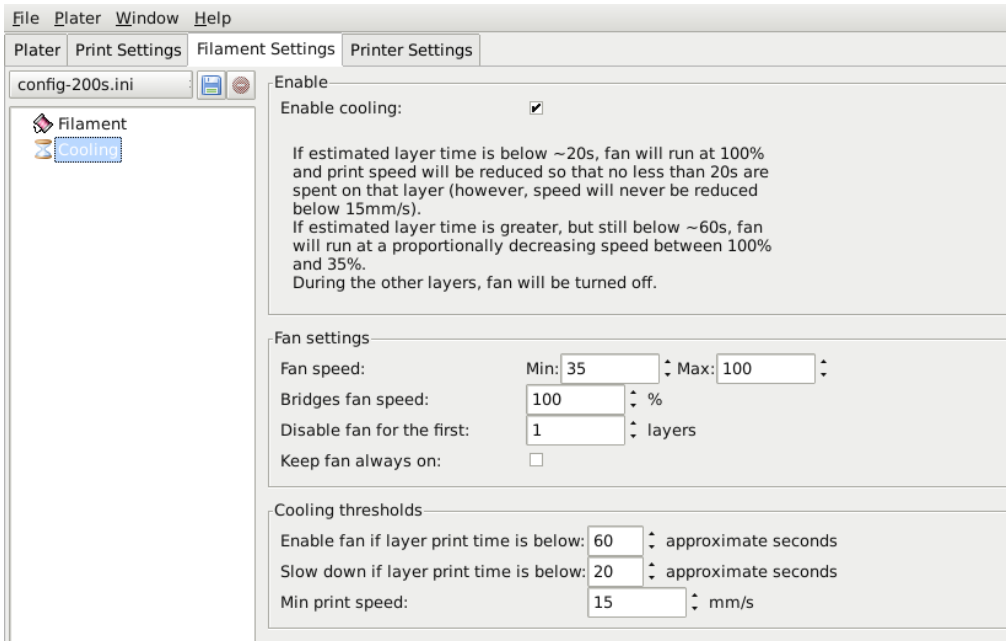 File Plater Window Help
Plater Print Settings Filament Settings Printer Settings
config-200s.ini
Filament
Cooling
Enable
Enable cooling:
If estimated layer time is below ~20s, fan will run at 100%
and print speed will be reduced so that no less than 20s are
spent on that layer (however, speed will never be reduced
below 15mm/s).
If estimated layer time is greater, but still below ~60s, fan
will run at a proportionally decreasing speed between 100%
and 35%.
During the other layers, fan will be turned off.
Fan settings
Fan speed: Min: 35 Max: 100
Bridges fan speed: 100 %
Disable fan for the first: 1 layers
Keep fan always on:
Cooling thresholds
Enable fan if layer print time is below: 60 approximate seconds
Slow down if layer print time is below: 20 approximate seconds
Min print speed: 15 mm/s